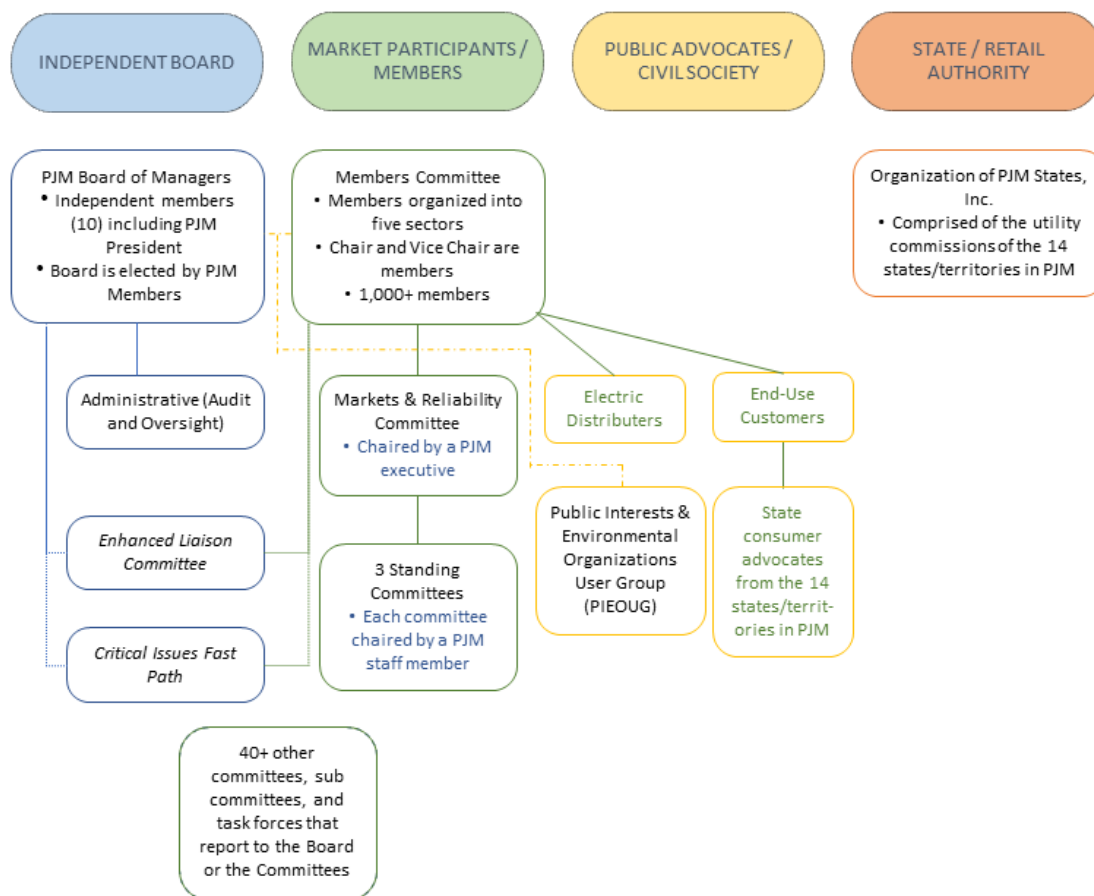 INDEPENDENT BOARD
MARKET PARTICIPANTS /
MEMBERS
PUBLIC ADVOCATES /
CIVIL SOCIETY
STATE / RETAIL
AUTHORITY
PJM Board of Managers
• Independent members
(10) including PJM
President
• Board is elected by PJM
Members
Members Committee
• Members organized into
five sectors
• Chair and Vice Chair are
members
• 1,000+ members
Organization of PJM States,
Inc.
• Comprised of the utility
commissions of the 14
states/territories in PJM
Administrative (Audit
and Oversight)
Markets & Reliability
Committee
• Chaired by a PJM
executive
Electric
Distributers
End-Use
Customers
Enhanced Liaison
Committee
3 Standing
Committees
• Each committee
chaired by a PJM
staff member
Public Interests &
Environmental
Organizations
User Group
(PIEOUG)
State
consumer
advocates
from the 14
states/territ-
ories in PJM
Critical Issues Fast
Path
40+ other
committees, sub
committees, and
task forces that
report to the Board
or the Committees